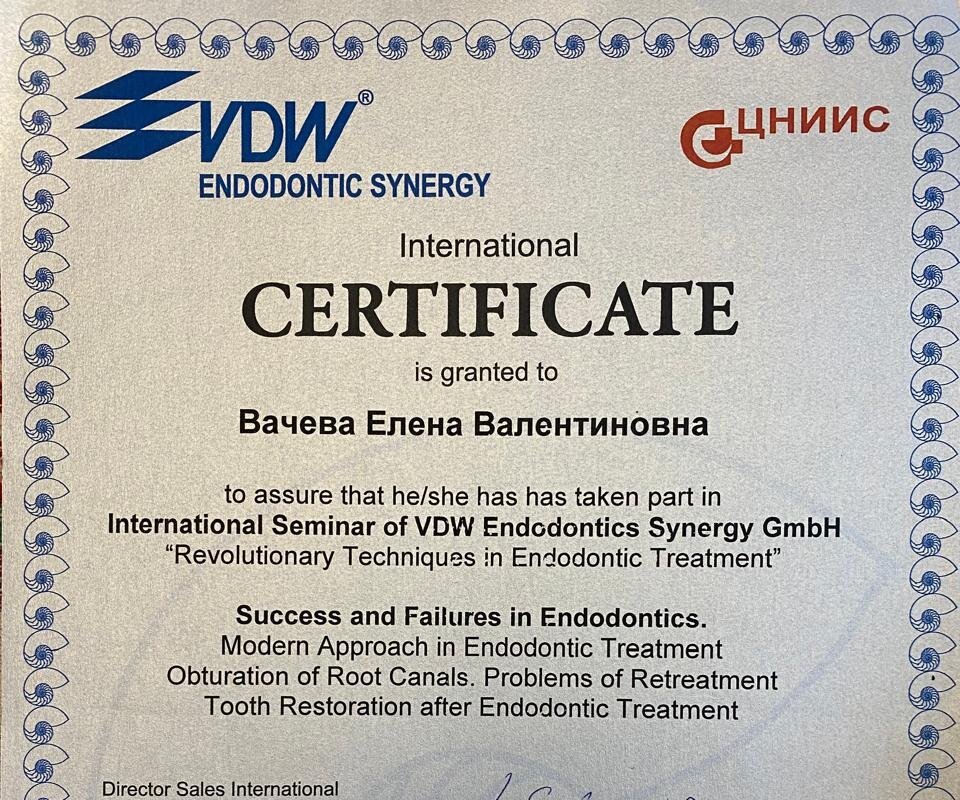 VDW®
ЦНИИС
ENDODONTIC SYNERGY
International
CERTIFICATE
is granted to
Вачева Елена Валентиновна
to assure that he/she has has taken part in
International Seminar of VDW Endodontics Synergy GmbH
“Revolutionary Techniques in Endodontic Treatment”
Success and Failures in Endodontics.
Modern Approach in Endodontic Treatment
Obturation of Root Canals. Problems of Retreatment
Tooth Restoration after Endodontic Treatment
Director Sales International